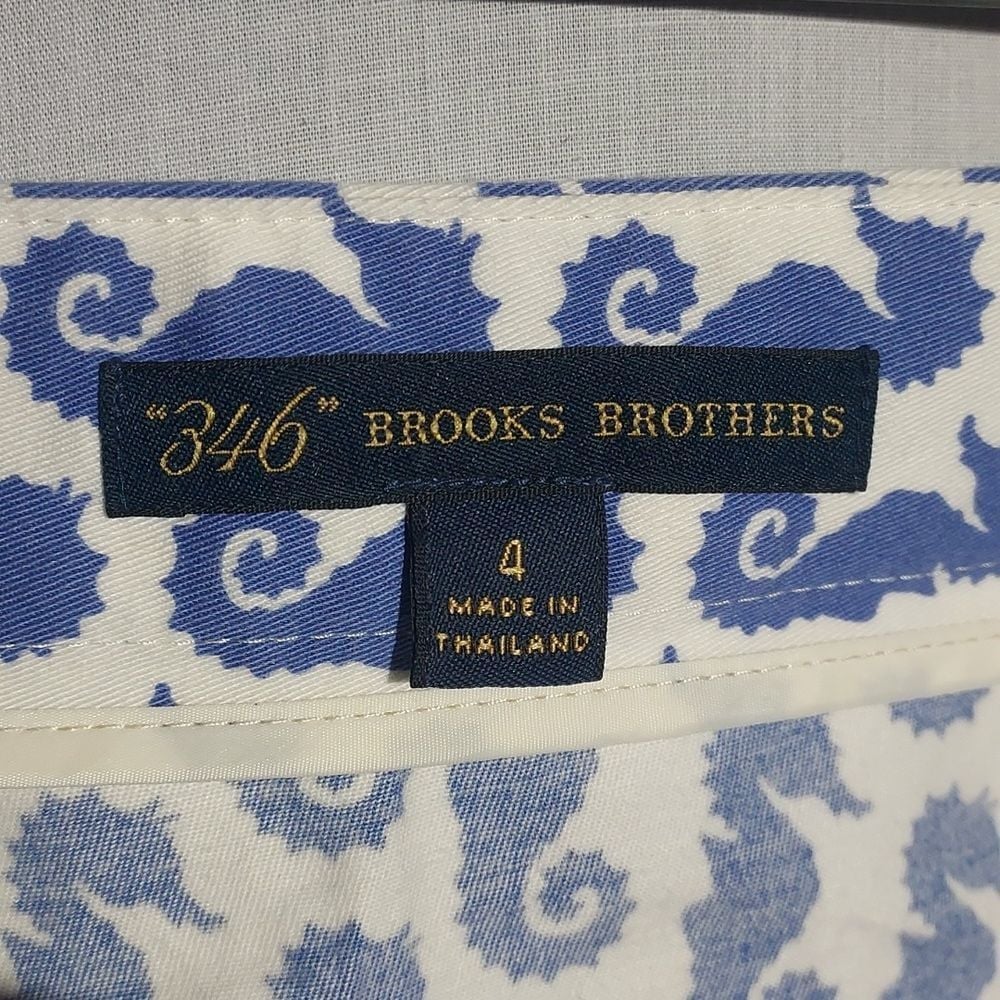 "346" BROOKS BROTHERS
4
MADE IN
THAILAND